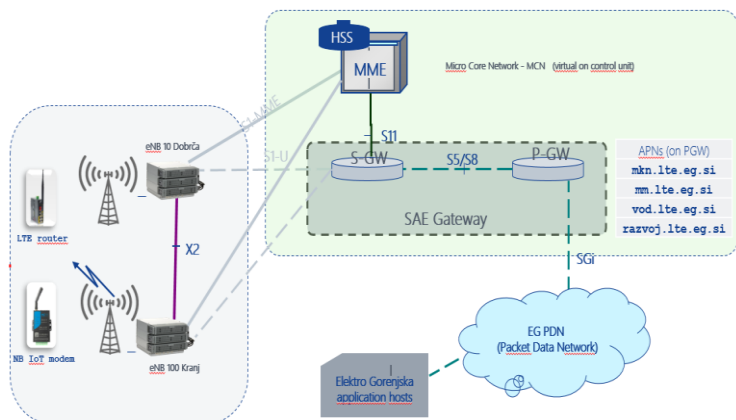 HSS
MME
Micro Core Network - MCN (virtual on control unit)
S1-MME
S11
eNB 10 Dobrča
S1-U
S-GW
S5/S8
P-GW
SAE Gateway
APNs (on PGW)
mkn.lte.eg.si
mm.lte.eg.si
vod.lte.eg.si
razvoj.lte.eg.si
LTE router
X2
SGi
NB IoT modem
eNB 100 Kranj
EG PDN
(Packet Data Network)
Elektro Gorenjska
application hosts